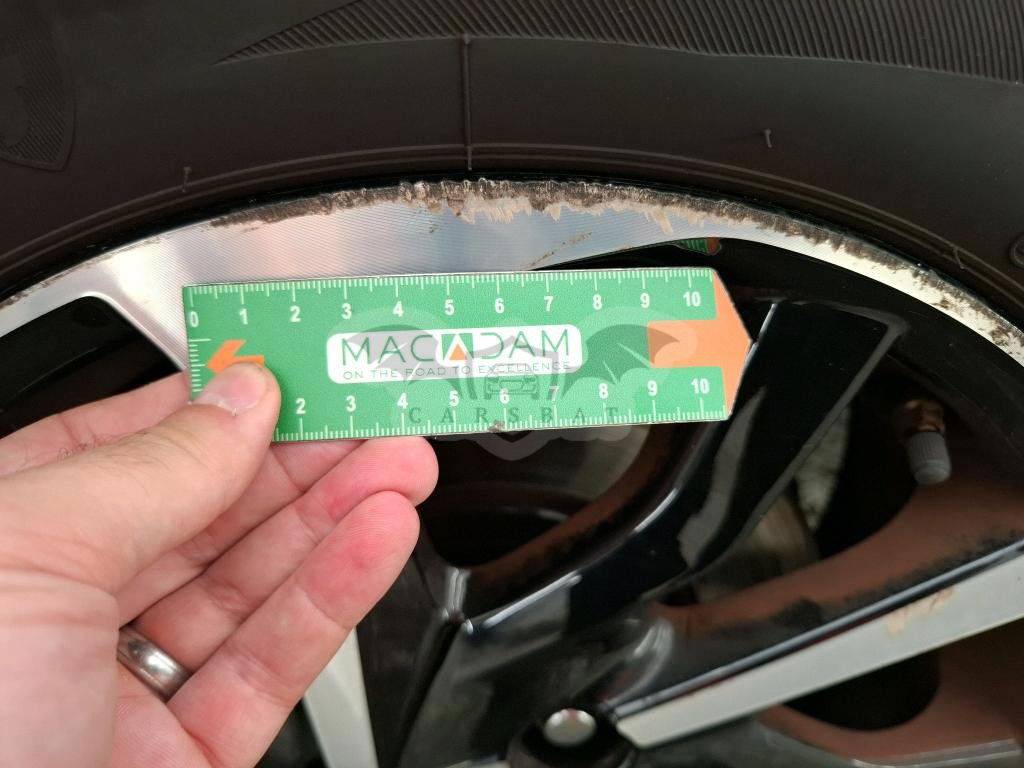 0 1 2 3 4 5 6 7 8 9 10
MACADAM
ON THE ROAD TO EXCELLENCE
CARSBAT
2 3 4 5 6 7 8 9 10